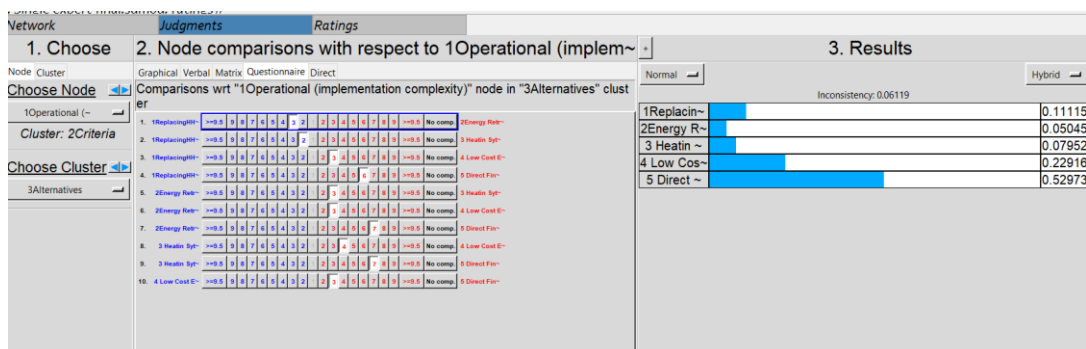 Network Judgments Ratings
1. Choose
Node Cluster
Choose Node
1Operational (~
Cluster: 2Criteria
Choose Cluster
3Alternatives
2. Node comparisons with respect to 1Operational (implem~
+
Graphical Verbal Matrix Questionnaire Direct
Comparisons wrt "1Operational (implementation complexity)" node in "3Alternatives" clust
er
1. 1ReplacingHH~ >=9.5 9 8 7 6 5 4 3 2 2 3 4 5 6 7 8 9 >=9.5 No comp. 2Energy Retr~
2. 1ReplacingHH~ >=9.5 9 8 7 6 5 4 3 2 2 3 4 5 6 7 8 9 >=9.5 No comp. 3 Heatin Syt~
3. 1ReplacingHH~ >=9.5 9 8 7 6 5 4 3 2 2 3 4 5 6 7 8 9 >=9.5 No comp. 4 Low Cost E~
4. 1ReplacingHH~ >=9.5 9 8 7 6 5 4 3 2 2 3 4 5 6 7 8 9 >=9.5 No comp. 5 Direct Fin~
5. 2Energy Retr~ >=9.5 9 8 7 6 5 4 3 2 2 3 4 5 6 7 8 9 >=9.5 No comp. 3 Heatin Syt~
6. 2Energy Retr~ >=9.5 9 8 7 6 5 4 3 2 2 3 4 5 6 7 8 9 >=9.5 No comp. 4 Low Cost E~
7. 2Energy Retr~ >=9.5 9 8 7 6 5 4 3 2 2 3 4 5 6 7 8 9 >=9.5 No comp. 5 Direct Fin~
8. 3 Heatin Syt~ >=9.5 9 8 7 6 5 4 3 2 2 3 4 5 6 7 8 9 >=9.5 No comp. 4 Low Cost E~
9. 3 Heatin Syt~ >=9.5 9 8 7 6 5 4 3 2 2 3 4 5 6 7 8 9 >=9.5 No comp. 5 Direct Fin~
10. 4 Low Cost E~ >=9.5 9 8 7 6 5 4 3 2 2 3 4 5 6 7 8 9 >=9.5 No comp. 5 Direct Fin~
3. Results
Normal Hybrid
Inconsistency: 0.06119
1Replacin~ 0.11115
2Energy R~ 0.05045
3 Heatin ~ 0.07952
4 Low Cos~ 0.22916
5 Direct ~ 0.52973